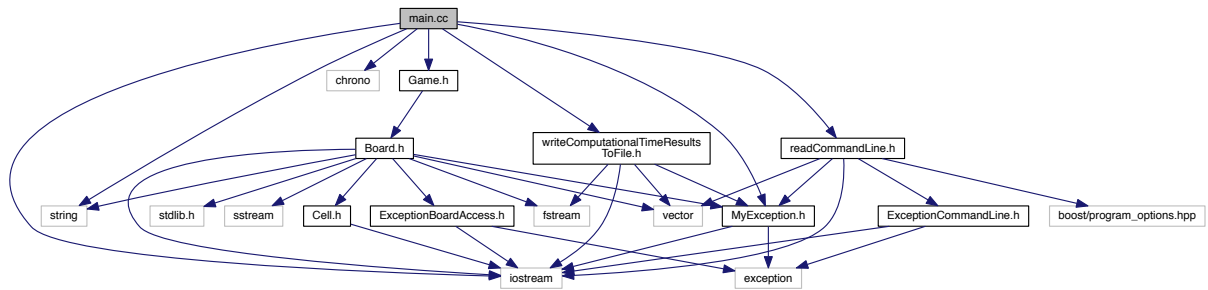 main.cc
chrono
Game.h
Board.h
writeComputationalTimeResults
ToFile.h
readCommandLine.h
string
stdlib.h
sstream
Cell.h
ExceptionBoardAccess.h
fstream
vector
MyException.h
ExceptionCommandLine.h
boost/program_options.hpp
iostream
exception